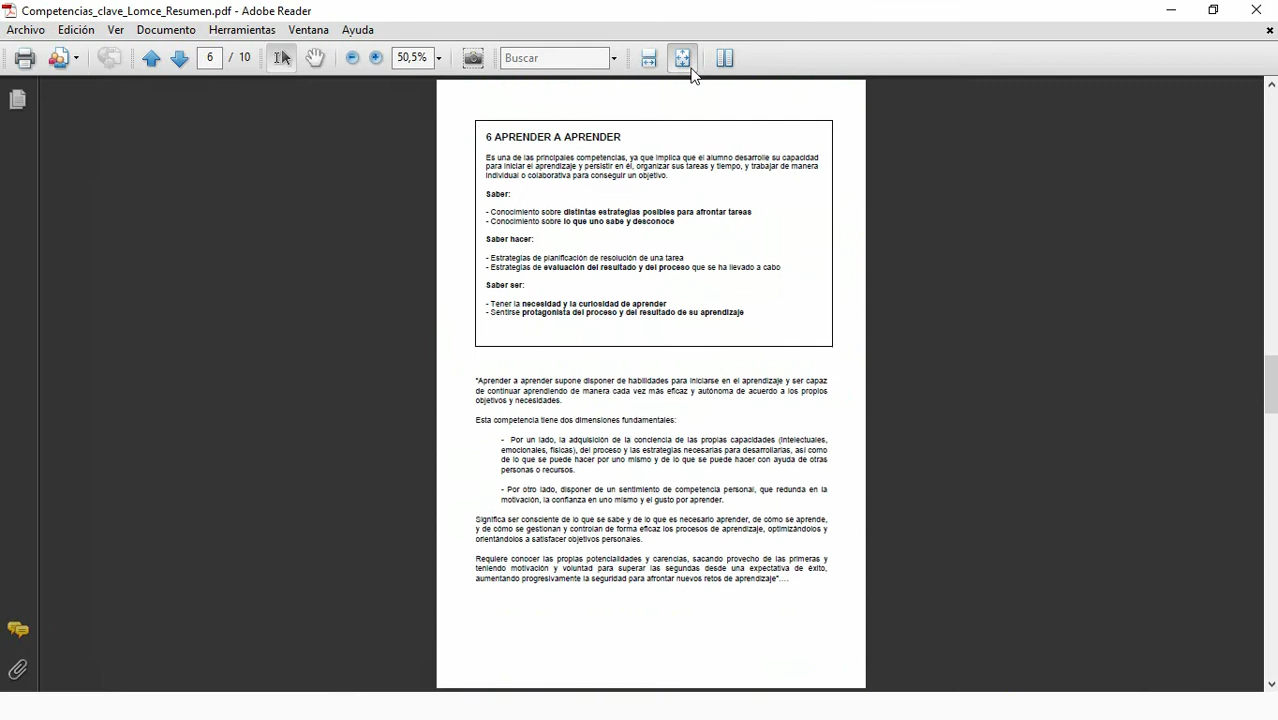 Competencias_clave_Lomce_Resumen.pdf - Adobe Reader
Archivo Edición Ver Documento Herramientas Ventana Ayuda
6 / 10 50,5% Buscar
6 APRENDER A APRENDER
Es una de las principales competencias, ya que implica que el alumno desarrolle su capacidad
para iniciar el aprendizaje y persistir en él, organizar sus tareas y tiempo, y trabajar de manera
individual o colaborativa para conseguir un objetivo.
Saber:
- Conocimiento sobre distintas estrategias posibles para afrontar tareas
- Conocimiento sobre lo que uno sabe y desconoce
Saber hacer:
- Estrategias de planificación de resolución de una tarea
- Estrategias de evaluación del resultado y del proceso que se ha llevado a cabo
Saber ser:
- Tener la necesidad y la curiosidad de aprender
- Sentirse protagonista del proceso y del resultado de su aprendizaje
"Aprender a aprender supone disponer de habilidades para iniciarse en el aprendizaje y ser capaz
de continuar aprendiendo de manera cada vez más eficaz y autónoma de acuerdo a los propios
objetivos y necesidades.
Esta competencia tiene dos dimensiones fundamentales:
- Por un lado, la adquisición de la conciencia de las propias capacidades (intelectuales,
emocionales, físicas), del proceso y las estrategias necesarias para desarrollarlas, así como
de lo que se puede hacer por uno mismo y de lo que se puede hacer con ayuda de otras
personas o recursos.
- Por otro lado, disponer de un sentimiento de competencia personal, que redunda en la
motivación, la confianza en uno mismo y el gusto por aprender.
Significa ser consciente de lo que se sabe y de lo que es necesario aprender, de cómo se aprende,
y de cómo se gestionan y controlan de forma eficaz los procesos de aprendizaje, optimizándolos y
orientándolos a satisfacer objetivos personales.
Requiere conocer las propias potencialidades y carencias, sacando provecho de las primeras y
teniendo motivación y voluntad para superar las segundas desde una expectativa de éxito,
aumentando progresivamente la seguridad para afrontar nuevos retos de aprendizaje"....